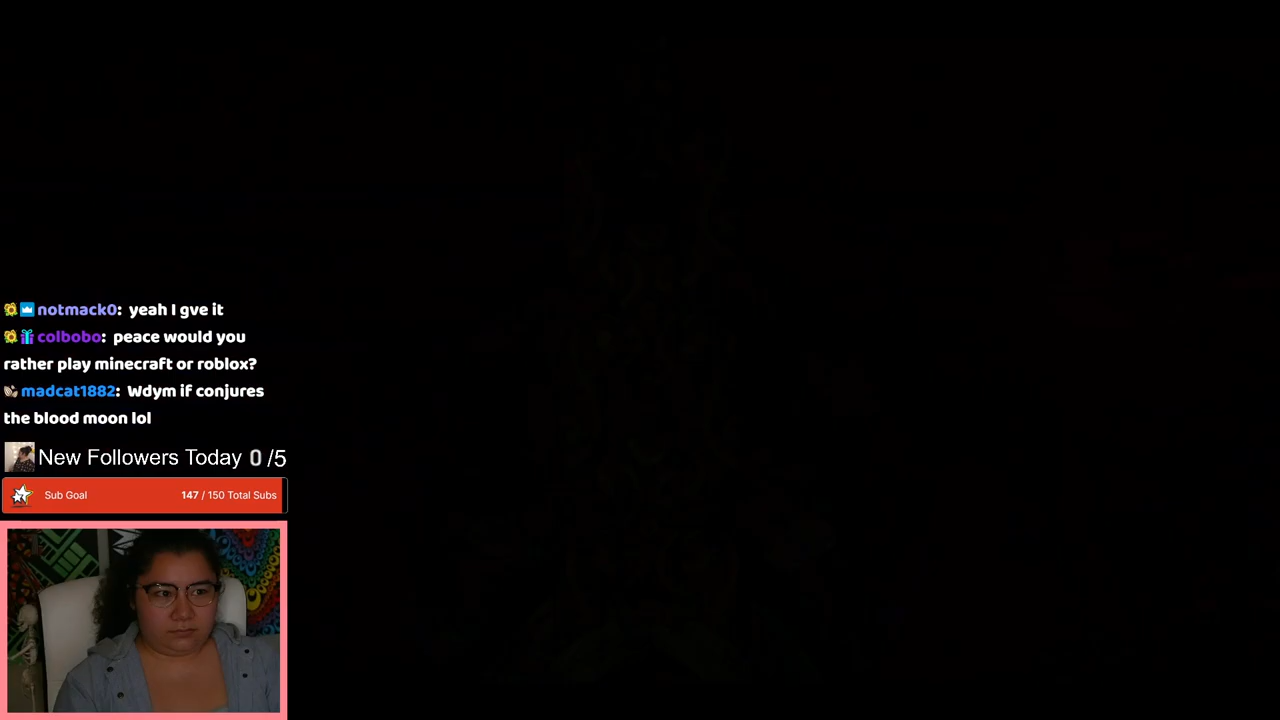 notmack0: yeah I gve it
colbobo: peace would you
rather play minecraft or roblox?
madcat1882: Wdym if conjures
the blood moon lol
New Followers Today 0 /5
Sub Goal 147 / 150 Total Subs